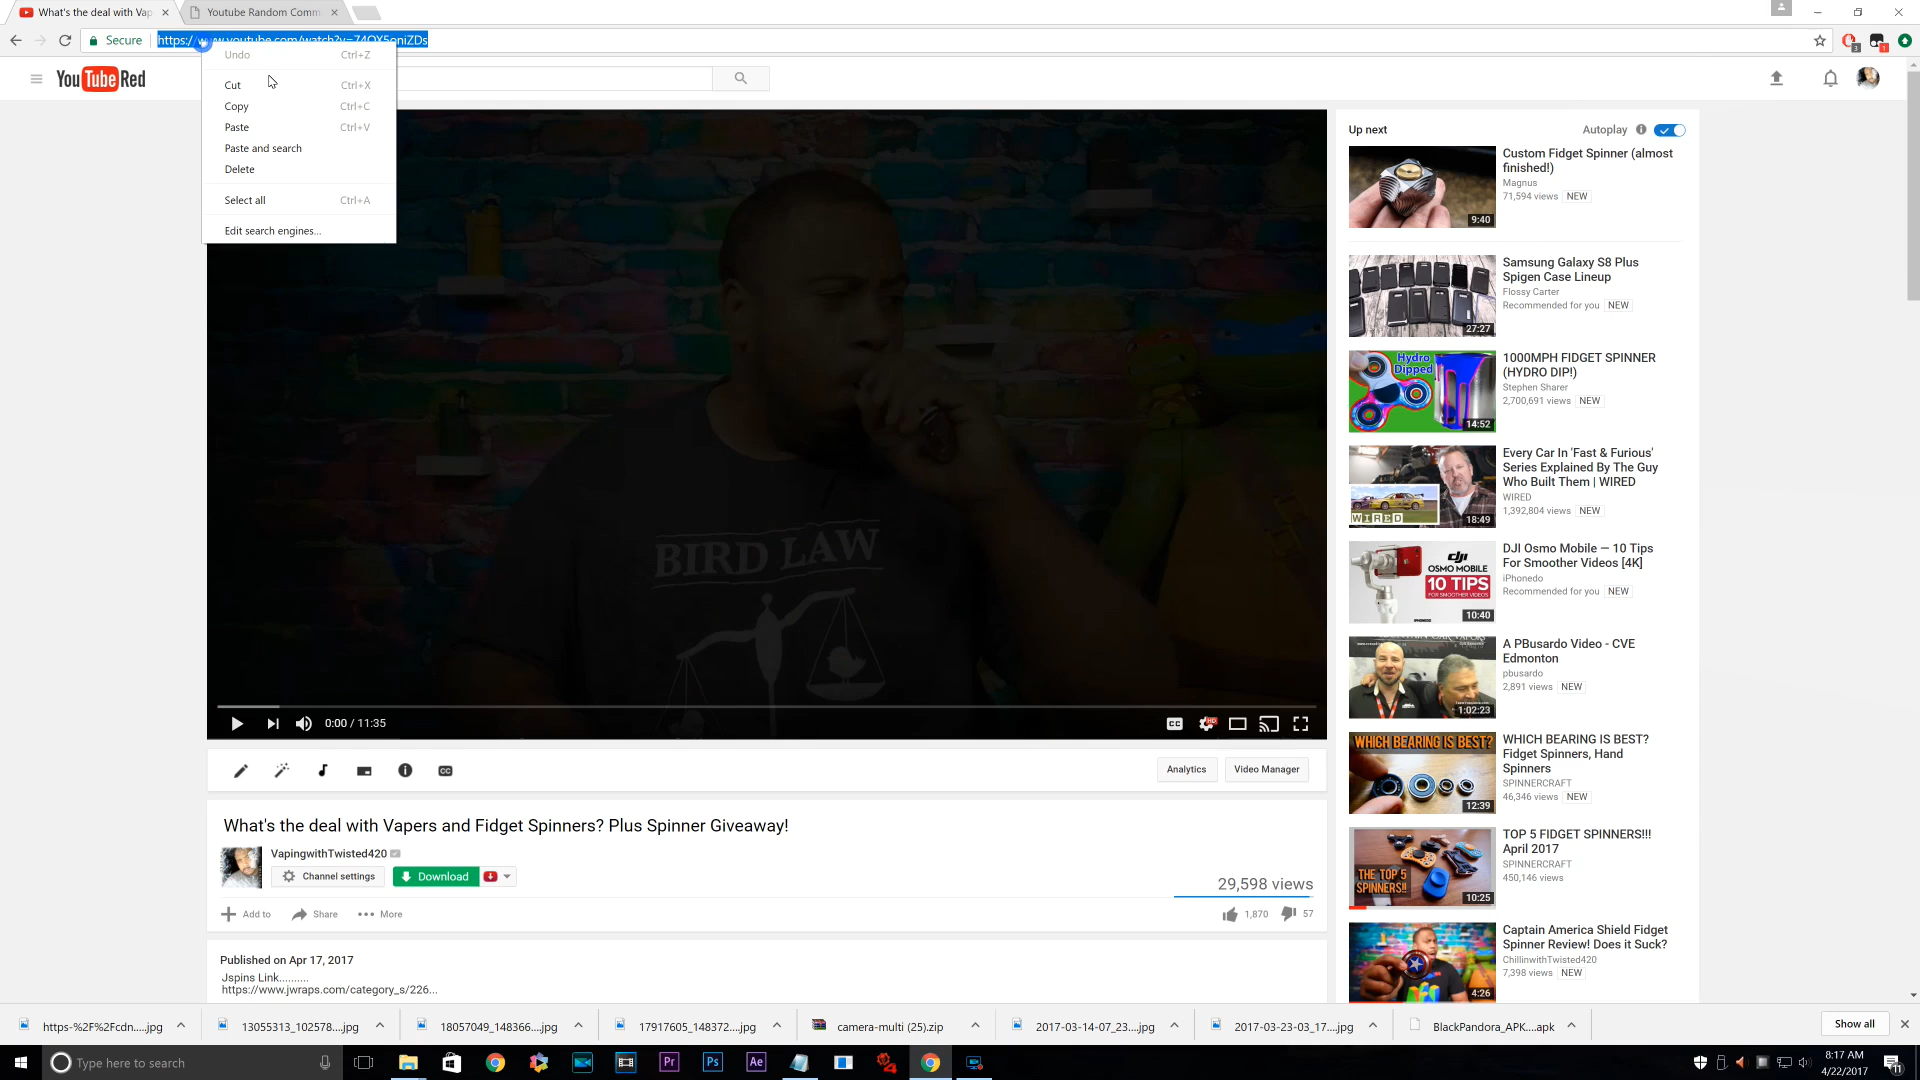 What's the deal with Vap
Youtube Random Comm
Secure
https://www.youtube.com/watch?v=74QX5oniZDs
Undo Ctrl+Z
Cut Ctrl+X
Copy Ctrl+C
Paste Ctrl+V
Paste and search
Delete
Select all Ctrl+A
Edit search engines...
YouTube Red
BIRD LAW
0:00 / 11:35
CC
HD
Up next
Autoplay
Custom Fidget Spinner (almost
finished!)
Magnus
71,594 views NEW
9:40
Samsung Galaxy S8 Plus
Spigen Case Lineup
Flossy Carter
Recommended for you NEW
27:27
Hydro
Dipped
1000MPH FIDGET SPINNER
(HYDRO DIP!)
Stephen Sharer
2,700,691 views NEW
14:52
Every Car In 'Fast & Furious'
Series Explained By The Guy
Who Built Them | WIRED
WIRED
1,392,804 views NEW
WIRED
18:49
DJI Osmo Mobile — 10 Tips
For Smoother Videos [4K]
iPhonedo
Recommended for you NEW
dji
OSMO MOBILE
10 TIPS
FOR SMOOTHER VIDEOS
10:40
A PBusardo Video - CVE
Edmonton
pbusardo
2,891 views NEW
1:02:23
WHICH BEARING IS BEST?
WHICH BEARING IS BEST?
Fidget Spinners, Hand
Spinners
SPINNERCRAFT
46,346 views NEW
12:39
TOP 5 FIDGET SPINNERS!!!
April 2017
SPINNERCRAFT
450,146 views
THE TOP 5
SPINNERS!!
10:25
Captain America Shield Fidget
Spinner Review! Does it Suck?
ChillinwithTwisted420
7,398 views NEW
4:26
CC
Analytics
Video Manager
What's the deal with Vapers and Fidget Spinners? Plus Spinner Giveaway!
VapingwithTwisted420
Channel settings
Download
29,598 views
Add to
Share
More
1,870
57
Published on Apr 17, 2017
Jspins Link..........
https://www.jwraps.com/category_s/226...
https-%2F%2Fcdn....jpg
13055313_102578....jpg
18057049_148366....jpg
17917605_148372....jpg
camera-multi (25).zip
2017-03-14-07_23....jpg
2017-03-23-03_17....jpg
BlackPandora_APK....apk
Show all
Type here to search
Pr
Ps
Ae
8:17 AM
4/22/2017
11